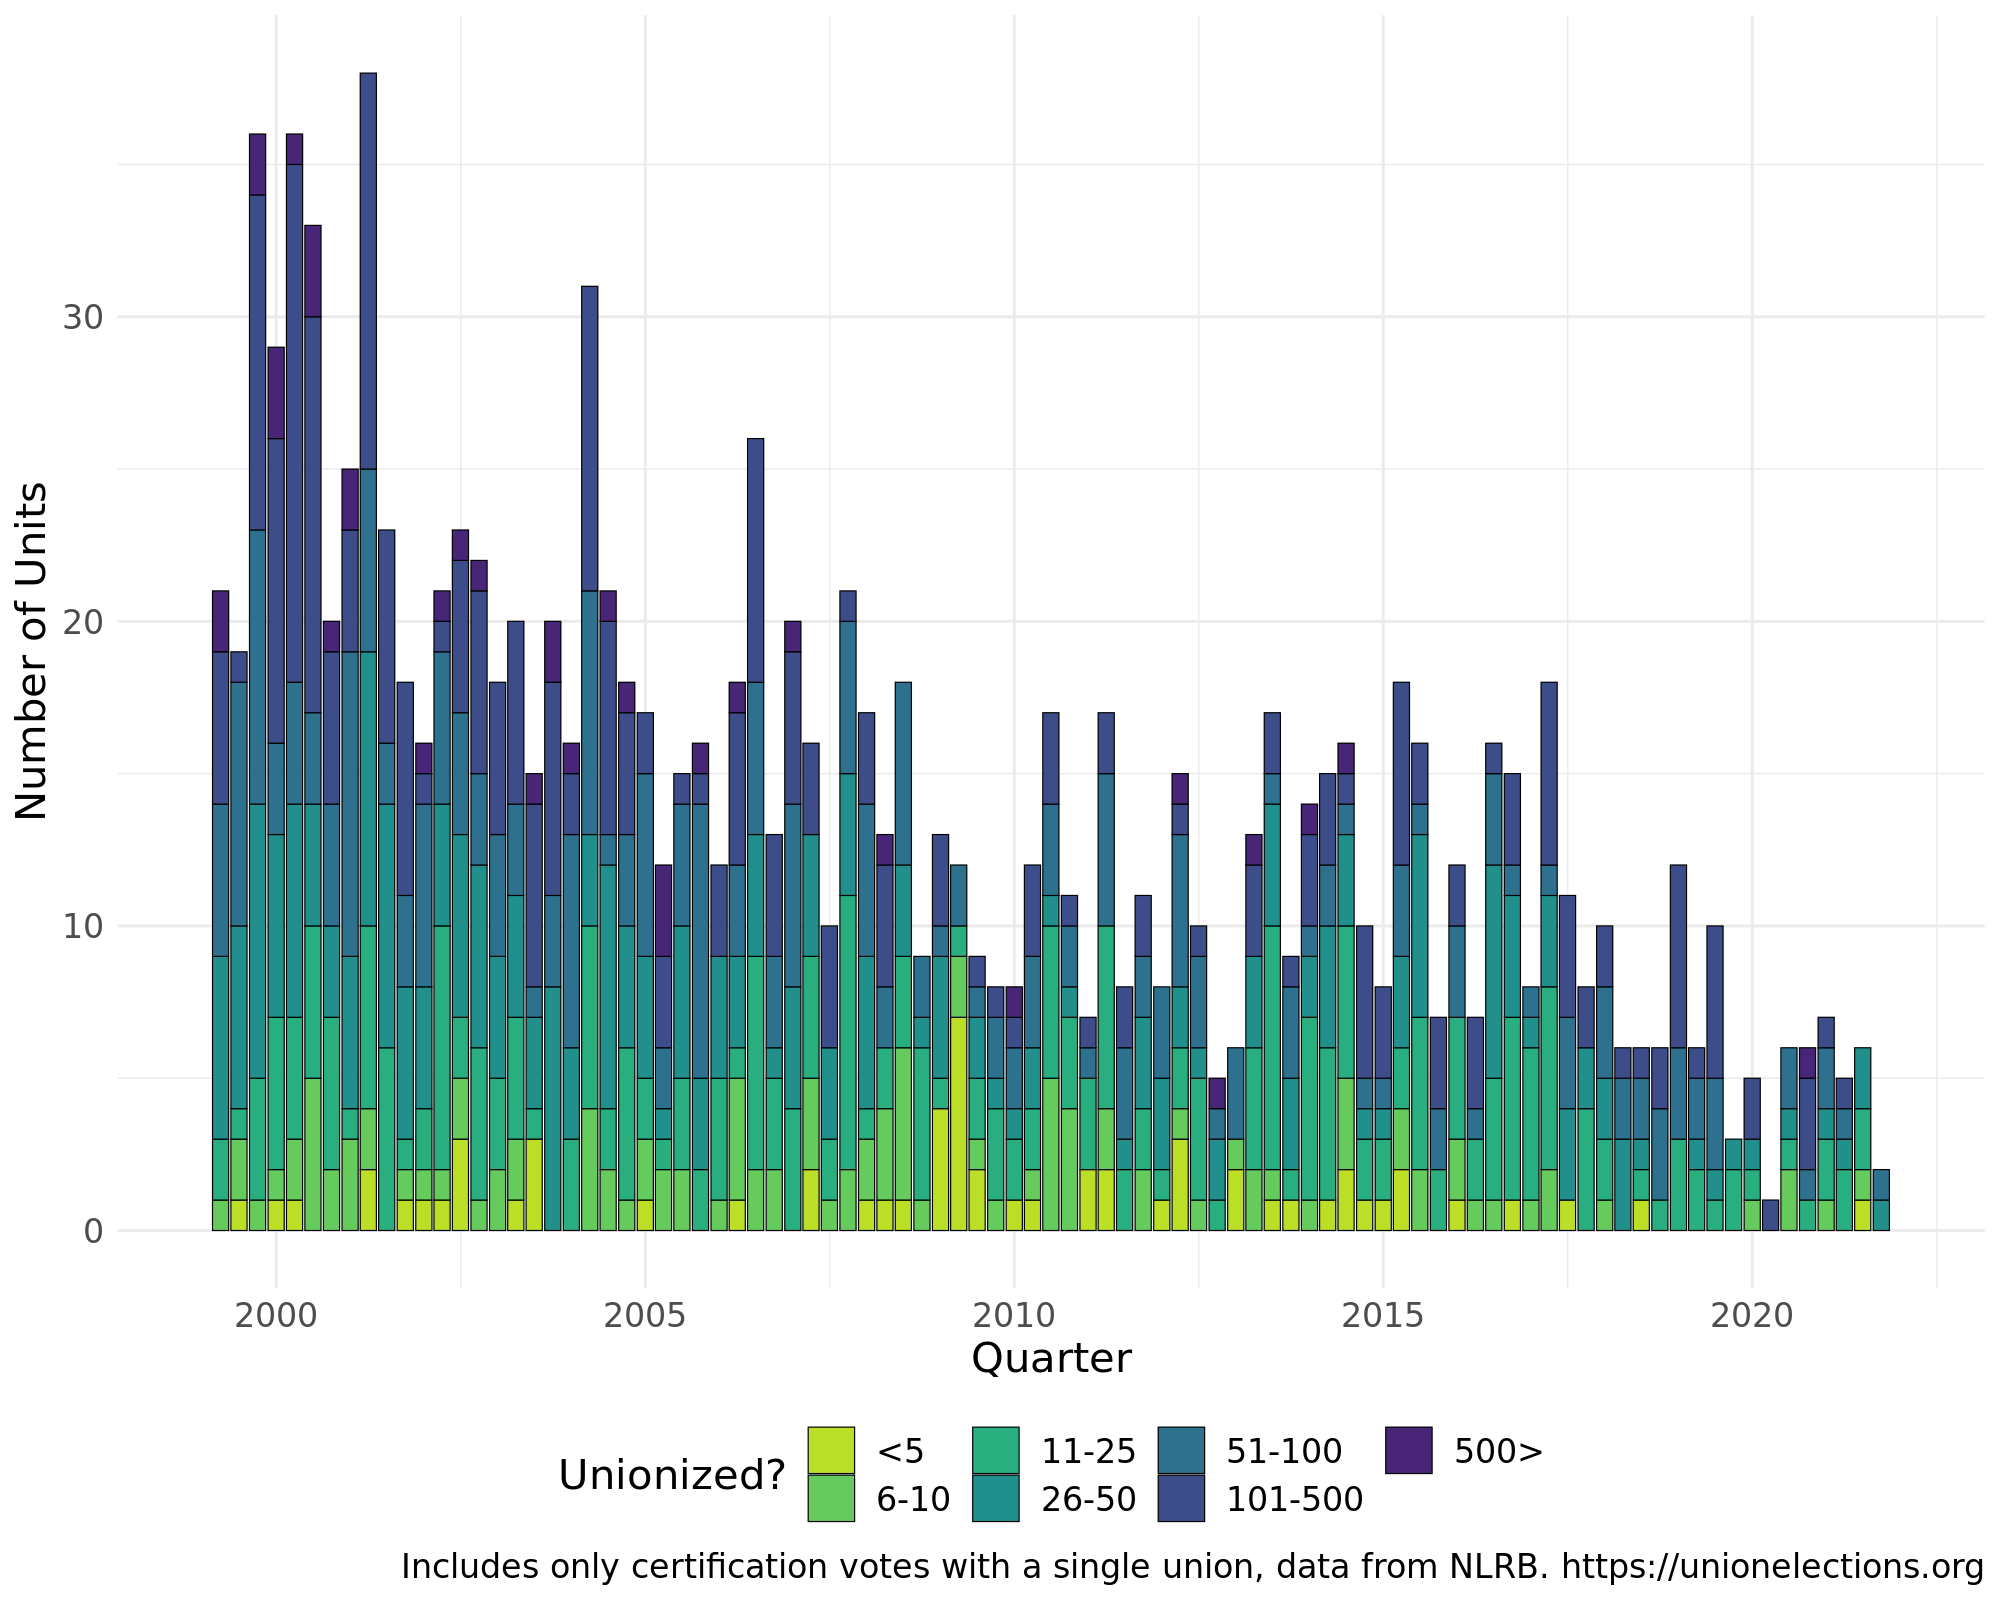 Number of Units
30
20
10
0
2000 2005 2010 2015 2020
Quarter
Unionized?
<5 11-25 51-100 500>
6-10 26-50 101-500
Includes only certification votes with a single union, data from NLRB. https://unionelections.org